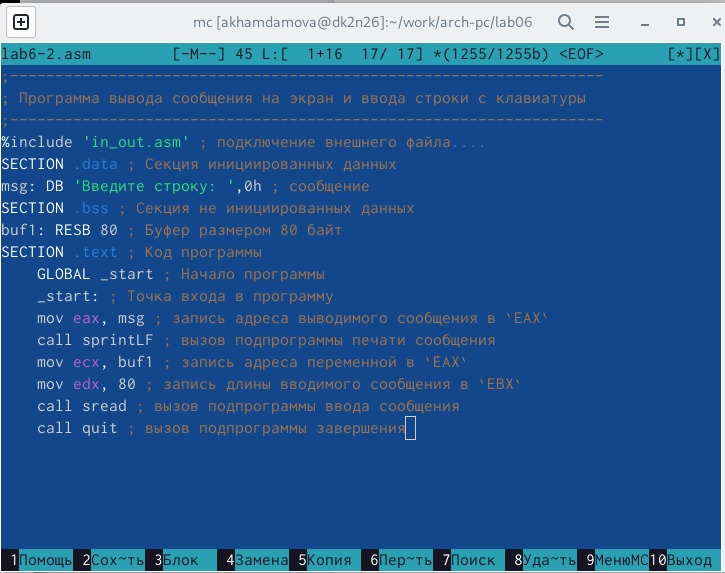 mc [akhamdamova@dk2n26]:~/work/arch-pc/lab06
lab6-2.asm [-M--] 45 L:[ 1+16 17/ 17] *(1255/1255b) <EOF> [*][X]
;------------------------------------------------------------------
; Программа вывода сообщения на экран и ввода строки с клавиатуры
;------------------------------------------------------------------
%include 'in_out.asm' ; подключение внешнего файла....
SECTION .data ; Секция инициированных данных
msg: DB 'Введите строку: ',0h ; сообщение
SECTION .bss ; Секция не инициированных данных
buf1: RESB 80 ; Буфер размером 80 байт
SECTION .text ; Код программы
GLOBAL _start ; Начало программы
_start: ; Точка входа в программу
mov eax, msg ; запись адреса выводимого сообщения в `EAX`
call sprintLF ; вызов подпрограммы печати сообщения
mov ecx, buf1 ; запись адреса переменной в `EAX`
mov edx, 80 ; запись длины вводимого сообщения в `EBX`
call sread ; вызов подпрограммы ввода сообщения
call quit ; вызов подпрограммы завершения
1Помощь 2Сох~ть 3Блок 4Замена 5Копия 6Пер~ть 7Поиск 8Уда~ть 9МенюMC 10Выход